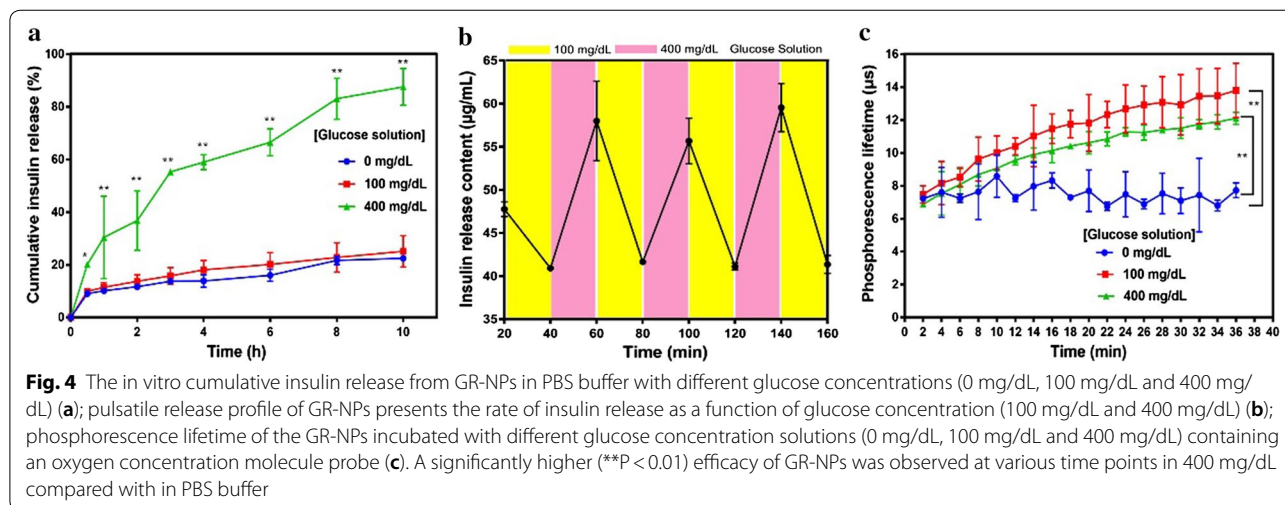 a
Cumulative insulin release (%)
100
80
60
40
20
0
0 2 4 6 8 10
Time (h)
[Glucose solution]
0 mg/dL
100 mg/dL
400 mg/dL
* ** ** ** ** ** ** **
b
100 mg/dL 400 mg/dL Glucose Solution
Insulin release content (μg/mL)
65
60
55
50
45
40
35
20 40 60 80 100 120 140 160
Time (min)
c
Phosphorescence lifetime (μs)
16
14
12
10
8
6
4
2
0
0 2 4 6 8 10 12 14 16 18 20 22 24 26 28 30 32 34 36 38 40
Time (min)
[Glucose solution]
0 mg/dL
100 mg/dL
400 mg/dL
**
**
Fig. 4 The in vitro cumulative insulin release from GR-NPs in PBS buffer with different glucose concentrations (0 mg/dL, 100 mg/dL and 400 mg/
dL) (a); pulsatile release profile of GR-NPs presents the rate of insulin release as a function of glucose concentration (100 mg/dL and 400 mg/dL) (b);
phosphorescence lifetime of the GR-NPs incubated with different glucose concentration solutions (0 mg/dL, 100 mg/dL and 400 mg/dL) containing
an oxygen concentration molecule probe (c). A significantly higher (**P < 0.01) efficacy of GR-NPs was observed at various time points in 400 mg/dL
compared with in PBS buffer